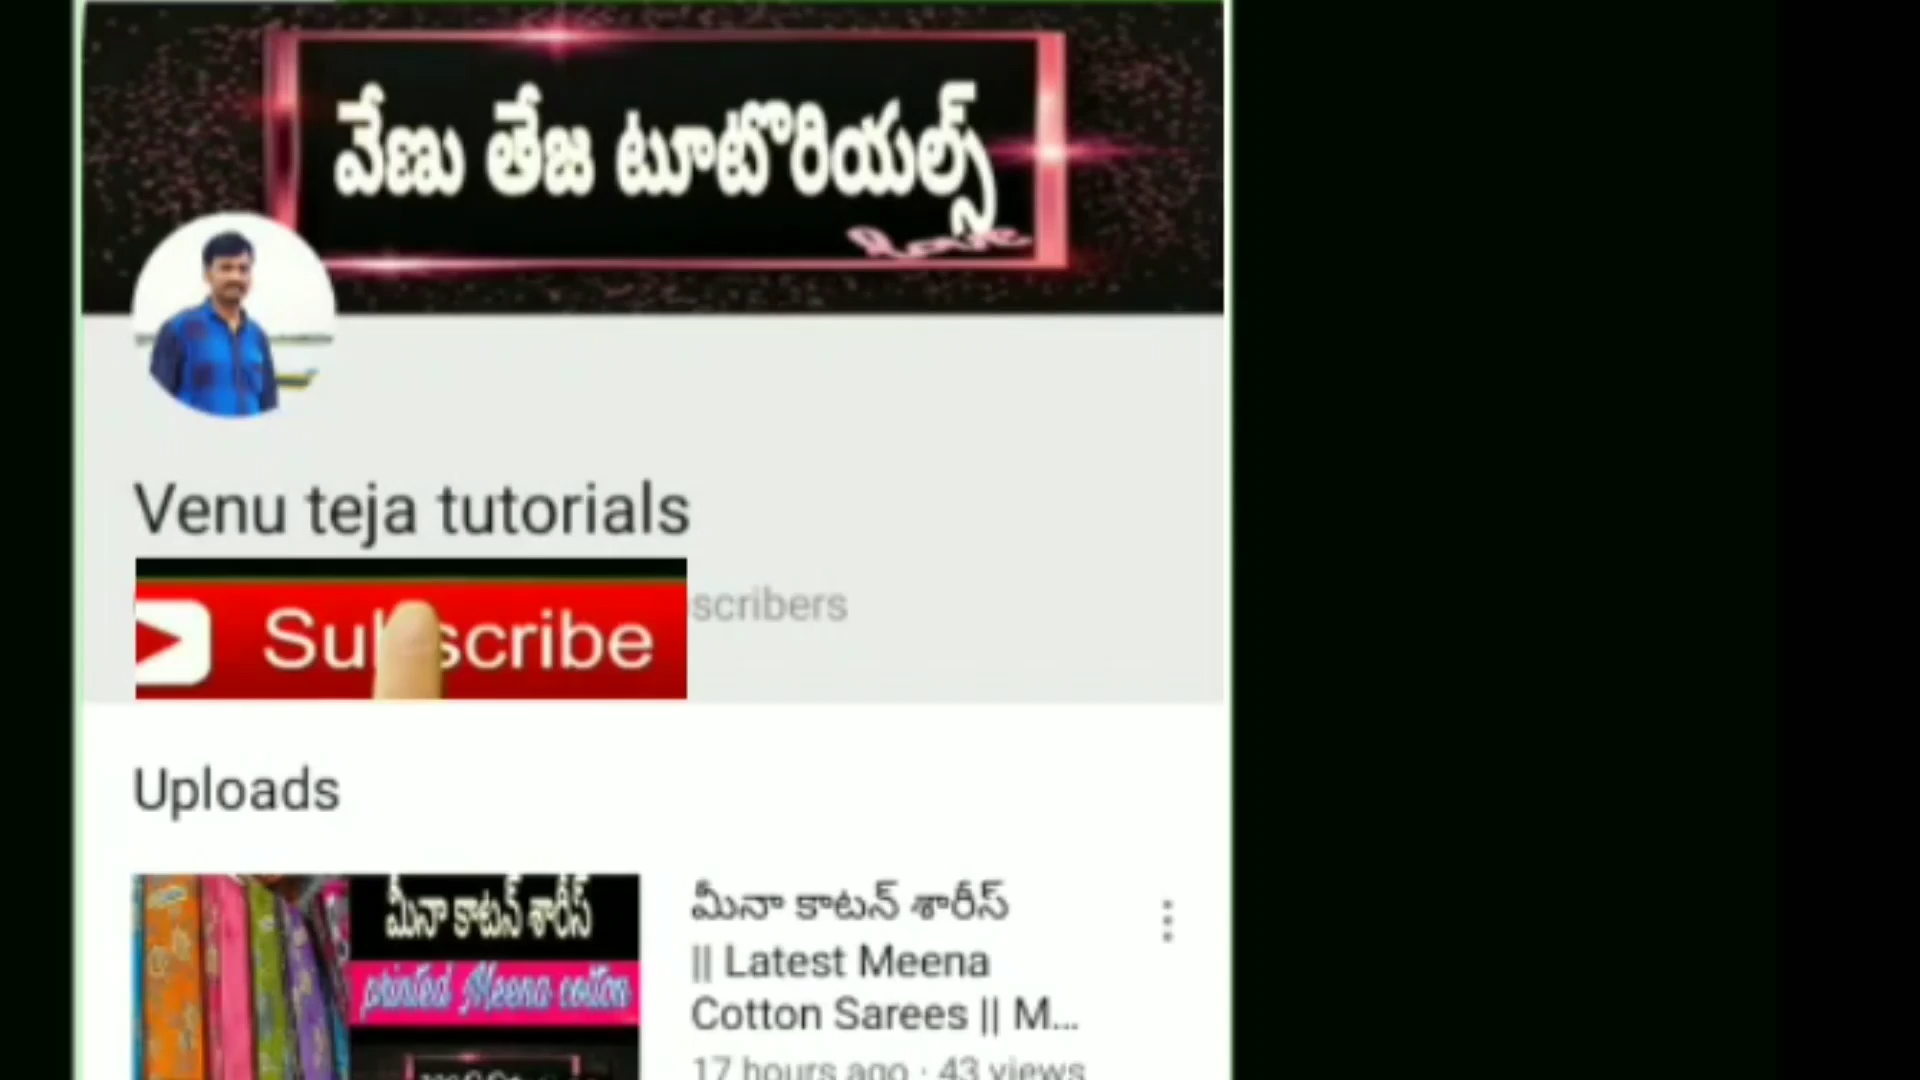 వేణు తేజ టూటొరియల్స్
Venu teja tutorials
Subscribe
scribers
Uploads
మీనా కాటన్ శారీస్
printed Meena cotton
మీనా కాటన్ శారీస్
|| Latest Meena
Cotton Sarees || M...
17 hours ago · 43 views